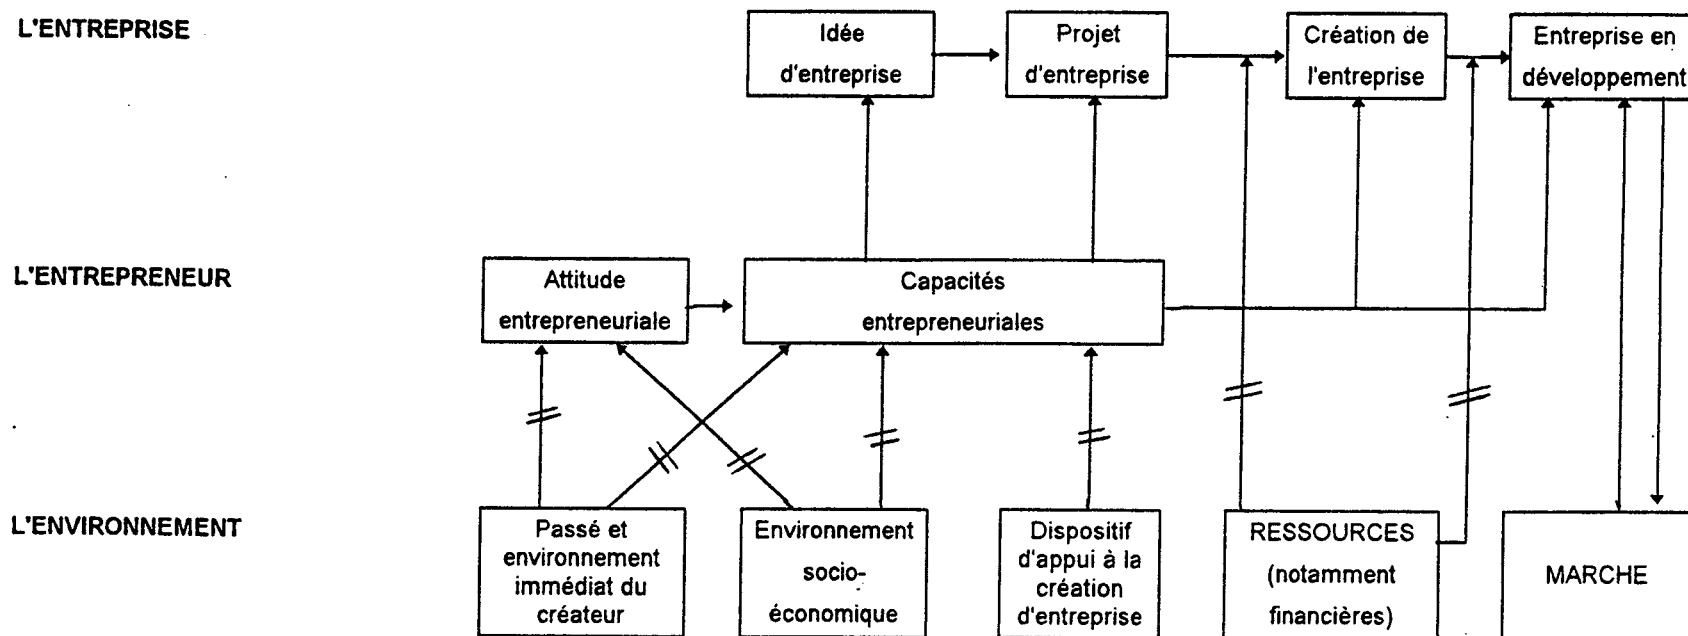 L'ENTREPRISE
Idée
d'entreprise
Projet
d'entreprise
Création de
l'entreprise
Entreprise en
développement
L'ENTREPRENEUR
Attitude
entrepreneuriale
Capacités
entrepreneuriales
L'ENVIRONNEMENT
Passé et
environnement
immédiat du
créateur
Environnement
socio-
économique
Dispositif
d'appui à la
création
d'entreprise
RESSOURCES
(notamment
financières)
MARCHE